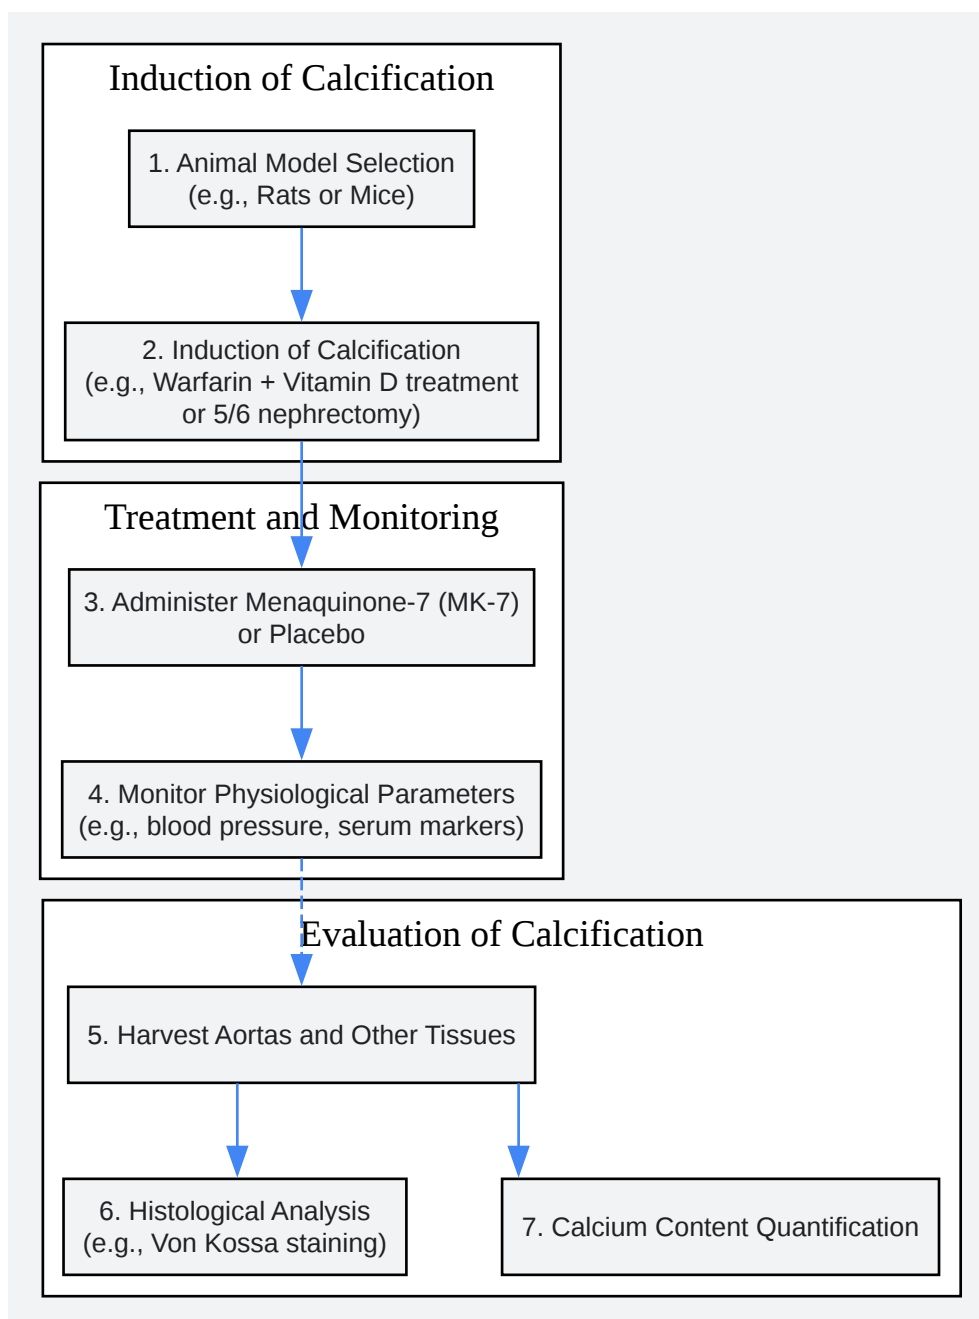 Induction of Calcification
1. Animal Model Selection
(e.g., Rats or Mice)
2. Induction of Calcification
(e.g., Warfarin + Vitamin D treatment
or 5/6 nephrectomy)
Treatment and Monitoring
3. Administer Menaquinone-7 (MK-7)
or Placebo
4. Monitor Physiological Parameters
(e.g., blood pressure, serum markers)
Evaluation of Calcification
5. Harvest Aortas and Other Tissues
6. Histological Analysis
(e.g., Von Kossa staining)
7. Calcium Content Quantification